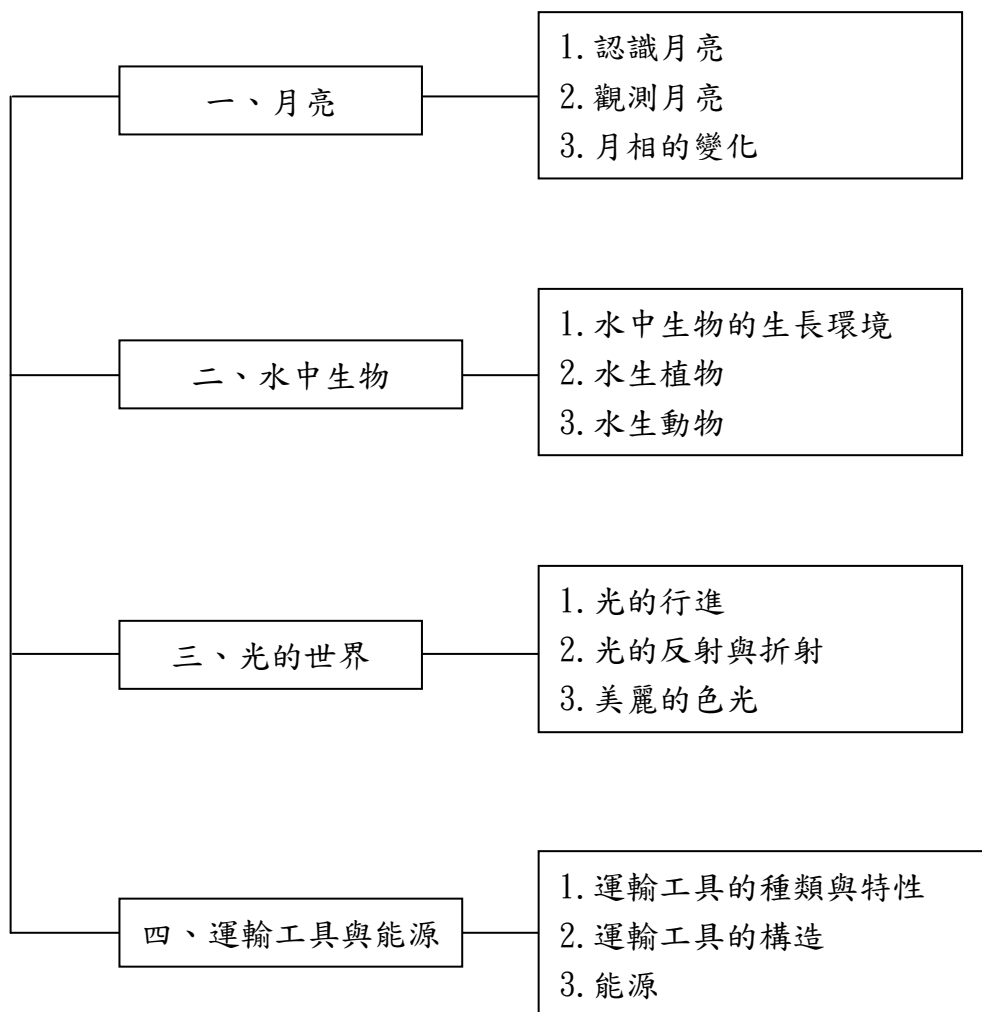 一、月亮
1.認識月亮
2.觀測月亮
3.月相的變化
二、水中生物
1.水中生物的生長環境
2.水生植物
3.水生動物
三、光的世界
1.光的行進
2.光的反射與折射
3.美麗的色光
四、運輸工具與能源
1.運輸工具的種類與特性
2.運輸工具的構造
3.能源